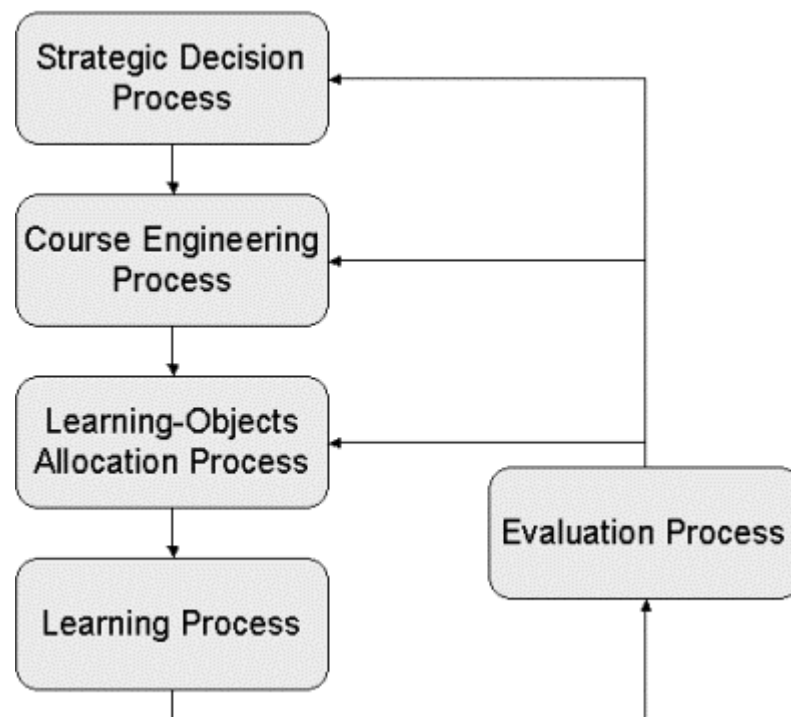 Strategic Decision
Process
Course Engineering
Process
Learning-Objects
Allocation Process
Evaluation Process
Learning Process